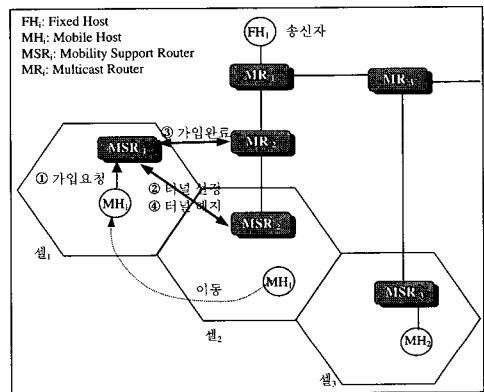 FHi: Fixed Host
MHi: Mobile Host
MSRi: Mobility Support Router
MRi: Multicast Router
FH1 송신자
MR1
MR3
③ 가입완료
MR2
MSR1
① 가입요청
② 터널 설정
④ 터널 해지
MH1
MSR2
셀1
이동
MH1
MSR3
셀2
MH2
셀3